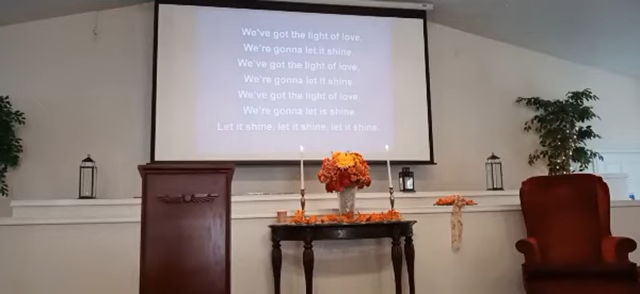 We've got the light of love,
We're gonna let it shine.
We've got the light of love,
We're gonna let it shine
We've got the light of love,
We're gonna let is shine
Let it shine, let it shine, let it shine.